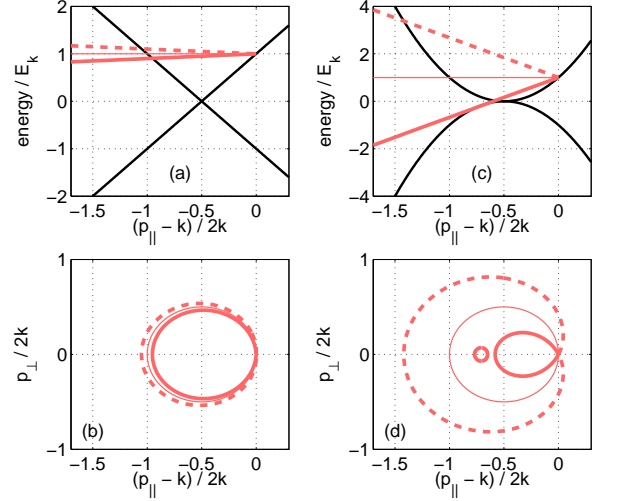 2
1
0
−1
−2
energy / E_k
(a)
−1.5 −1 −0.5 0
(p_|| − k) / 2k
4
2
0
−2
−4
energy / E_k
(c)
−1.5 −1 −0.5 0
(p_|| − k) / 2k
1
0
−1
p_⊥ / 2k
(b)
−1.5 −1 −0.5 0
(p_|| − k) / 2k
1
0
−1
p_⊥ / 2k
(d)
−1.5 −1 −0.5 0
(p_|| − k) / 2k